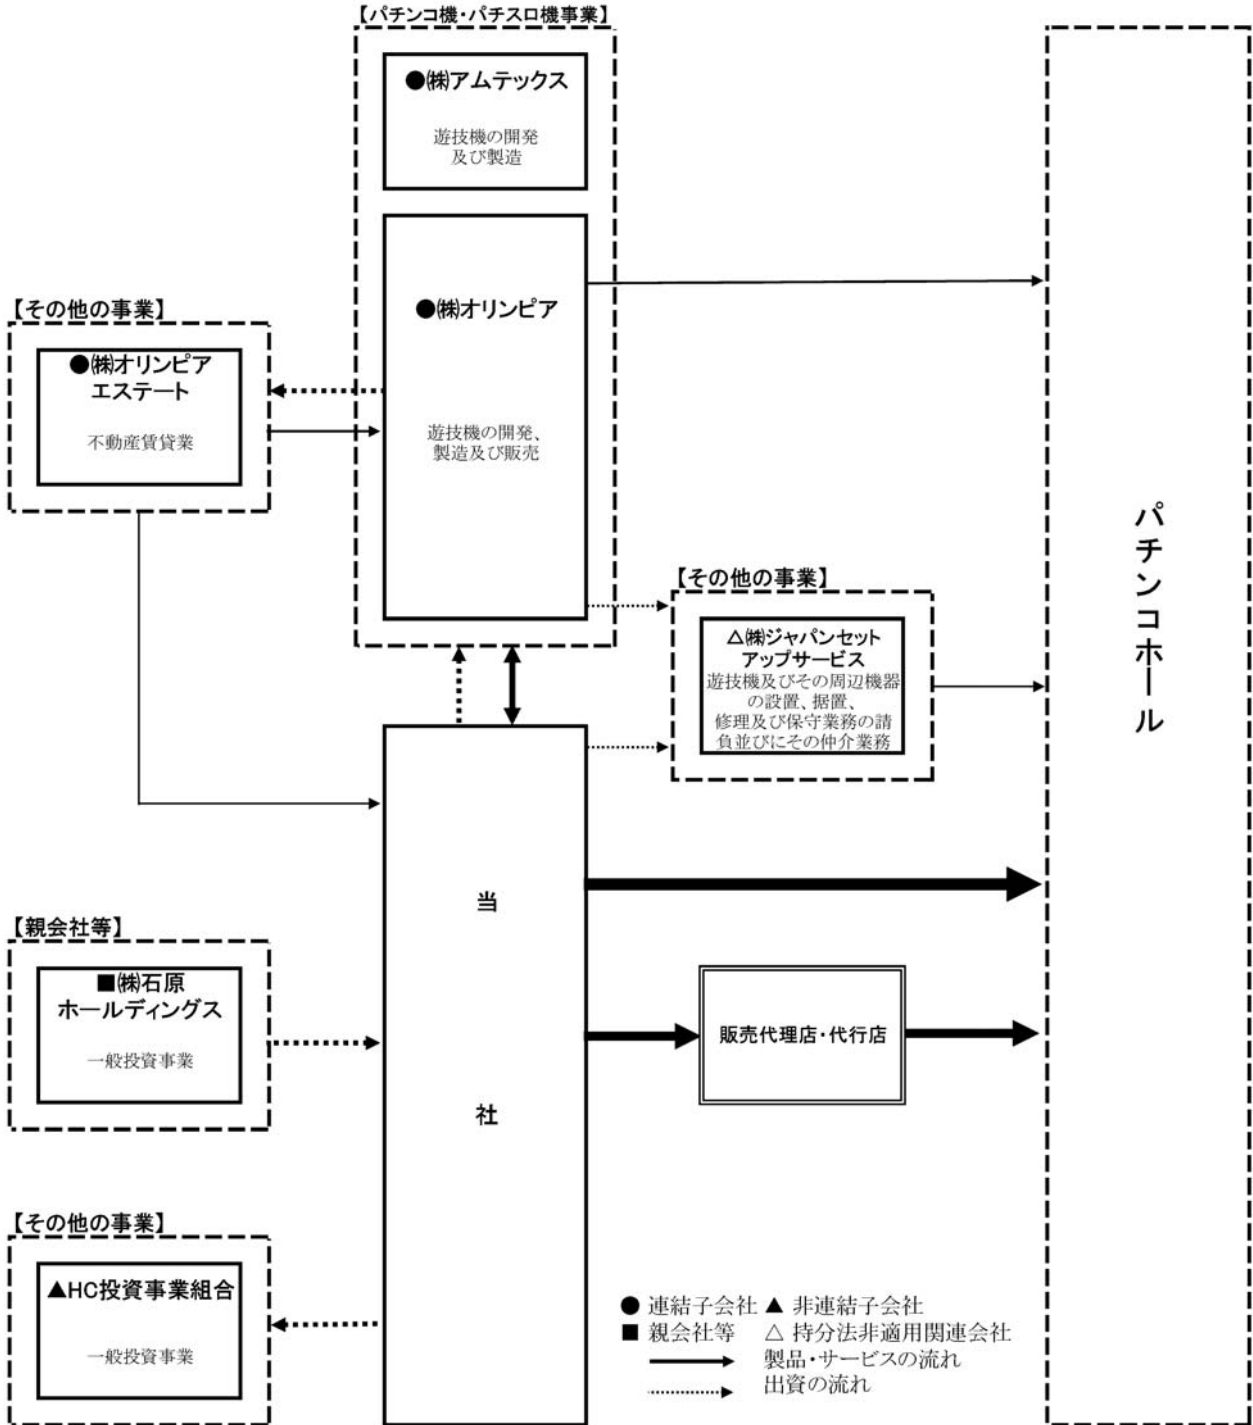 【パチンコ機・パチスロ機事業】
●㈱アムテックス
遊技機の開発
及び製造
●㈱オリンピア
遊技機の開発、
製造及び販売
【その他の事業】
●㈱オリンピア
エステート
不動産賃貸業
【その他の事業】
△㈱ジャパンセット
アップサービス
遊技機及びその周辺機器
の設置、据置、
修理及び保守業務の請
負並びにその仲介業務
パチンコホール
当社
【親会社等】
■㈱石原
ホールディングス
一般投資事業
販売代理店・代行店
【その他の事業】
▲HC投資事業組合
一般投資事業
● 連結子会社 ▲ 非連結子会社
■ 親会社等 △ 持分法非適用関連会社
製品・サービスの流れ
出資の流れ